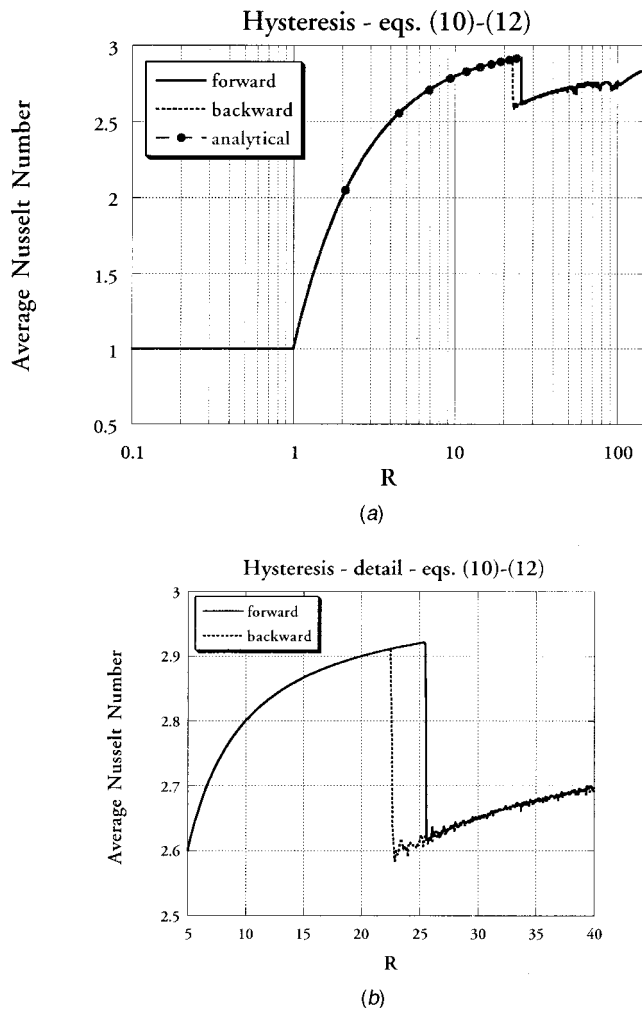 Hysteresis - eqs. (10)-(12)
Average Nusselt Number
3
2.5
2
1.5
1
0.5
forward
backward
analytical
0.1
1
10
100
R
(a)
Hysteresis - detail - eqs. (10)-(12)
Average Nusselt Number
3
2.9
2.8
2.7
2.6
2.5
forward
backward
5
10
15
20
25
30
35
40
R
(b)